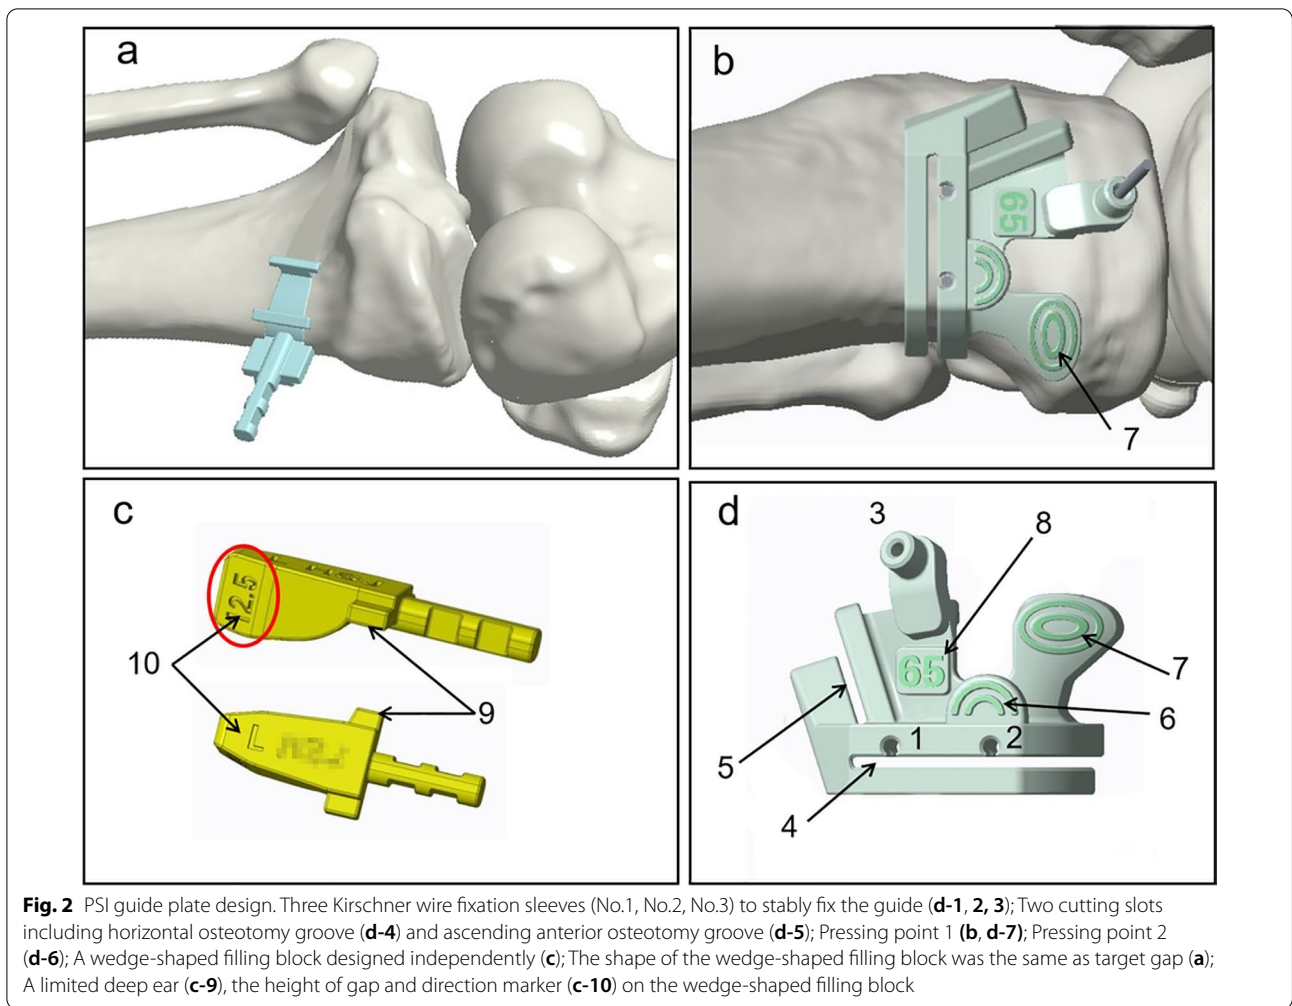 a
b
65
7
c
12.5
10
9
L
d
3
8
65
7
6
1
2
5
4
Fig. 2 PSI guide plate design. Three Kirschner wire fixation sleeves (No.1, No.2, No.3) to stably fix the guide (d-1, 2, 3); Two cutting slots
including horizontal osteotomy groove (d-4) and ascending anterior osteotomy groove (d-5); Pressing point 1 (b, d-7); Pressing point 2
(d-6); A wedge-shaped filling block designed independently (c); The shape of the wedge-shaped filling block was the same as target gap (a);
A limited deep ear (c-9), the height of gap and direction marker (c-10) on the wedge-shaped filling block